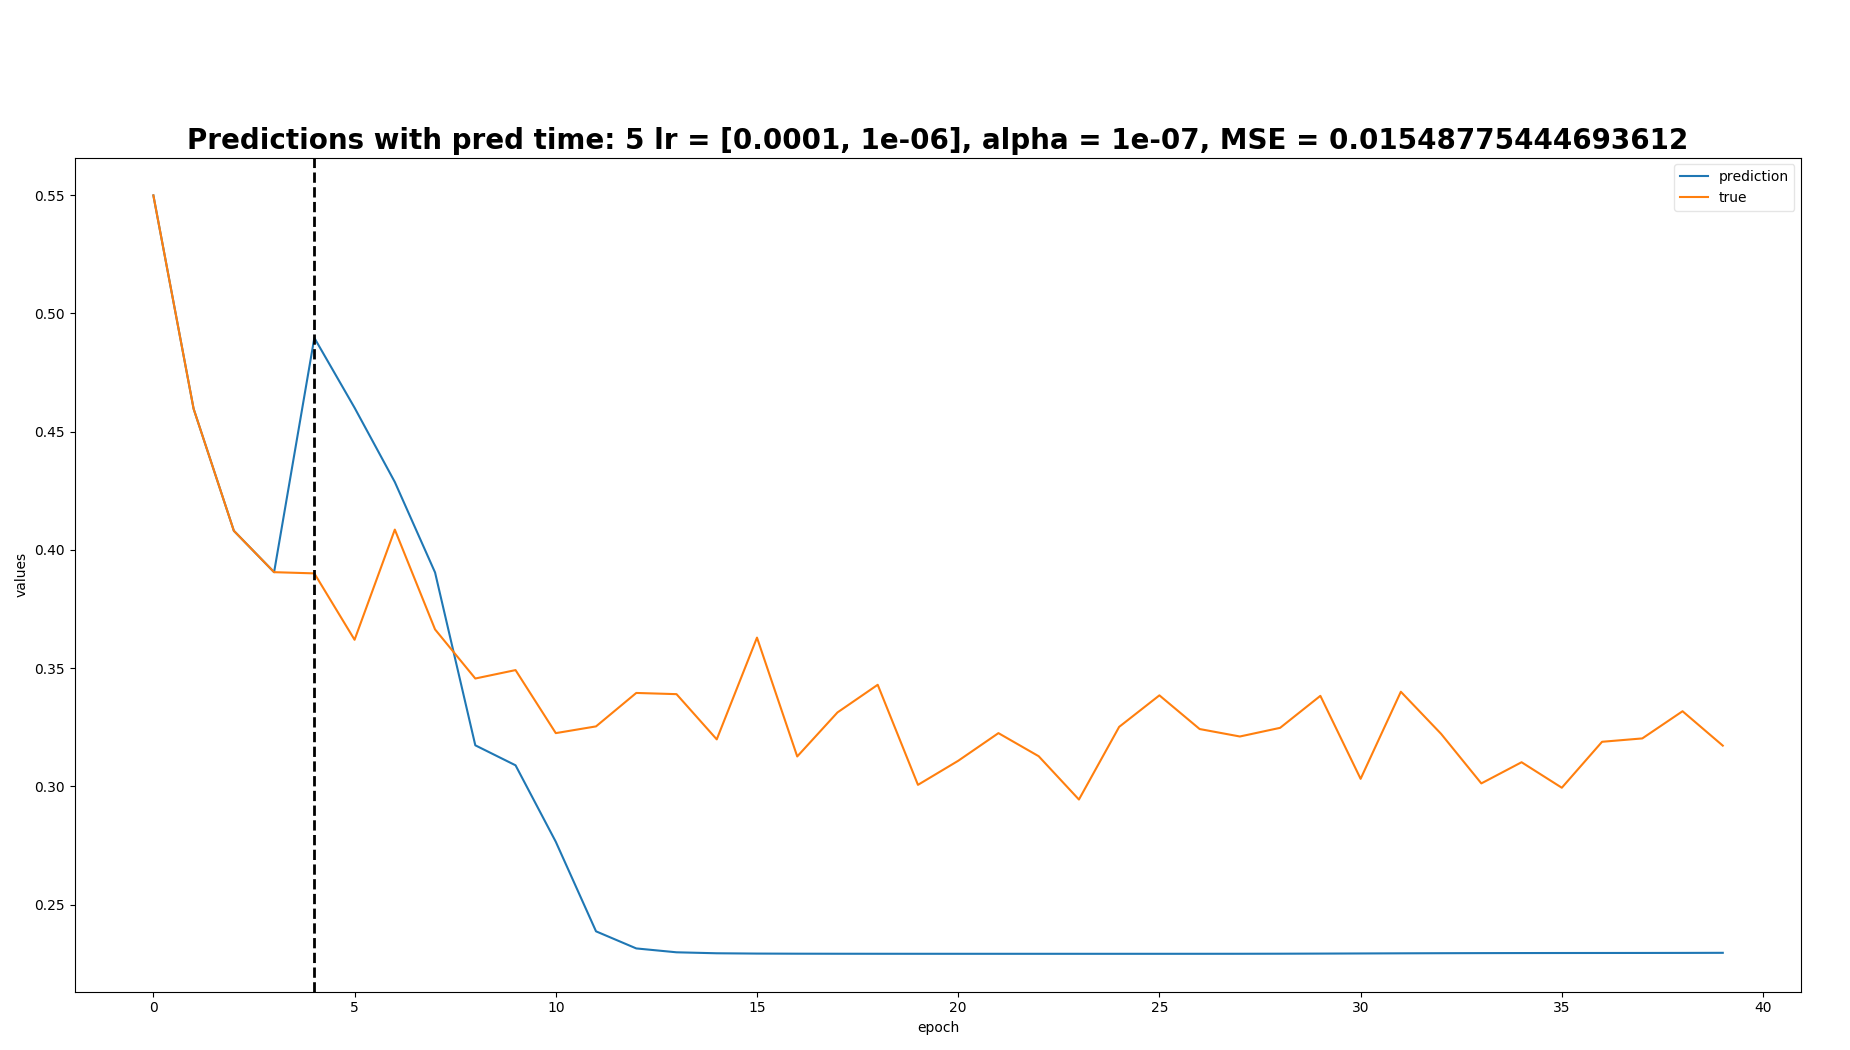 Predictions with pred time: 5 lr = [0.0001, 1e-06], alpha = 1e-07, MSE = 0.01548775444693612
prediction
true
0.55
0.50
0.45
0.40
0.35
0.30
0.25
values
0 5 10 15 20 25 30 35 40
epoch